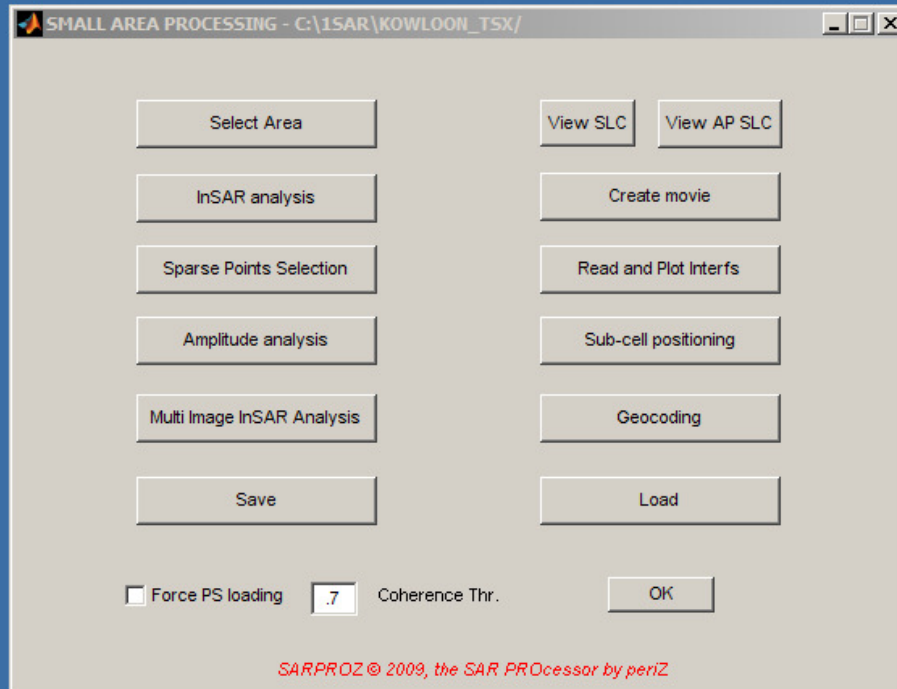 SMALL AREA PROCESSING - C:\1SAR\KOWLOON_TSX/
Select Area
View SLC
View AP SLC
InSAR analysis
Create movie
Sparse Points Selection
Read and Plot Interfs
Amplitude analysis
Sub-cell positioning
Multi Image InSAR Analysis
Geocoding
Save
Load
Force PS loading
.7
Coherence Thr.
OK
SARPROZ © 2009, the SAR PROcessor by periZ